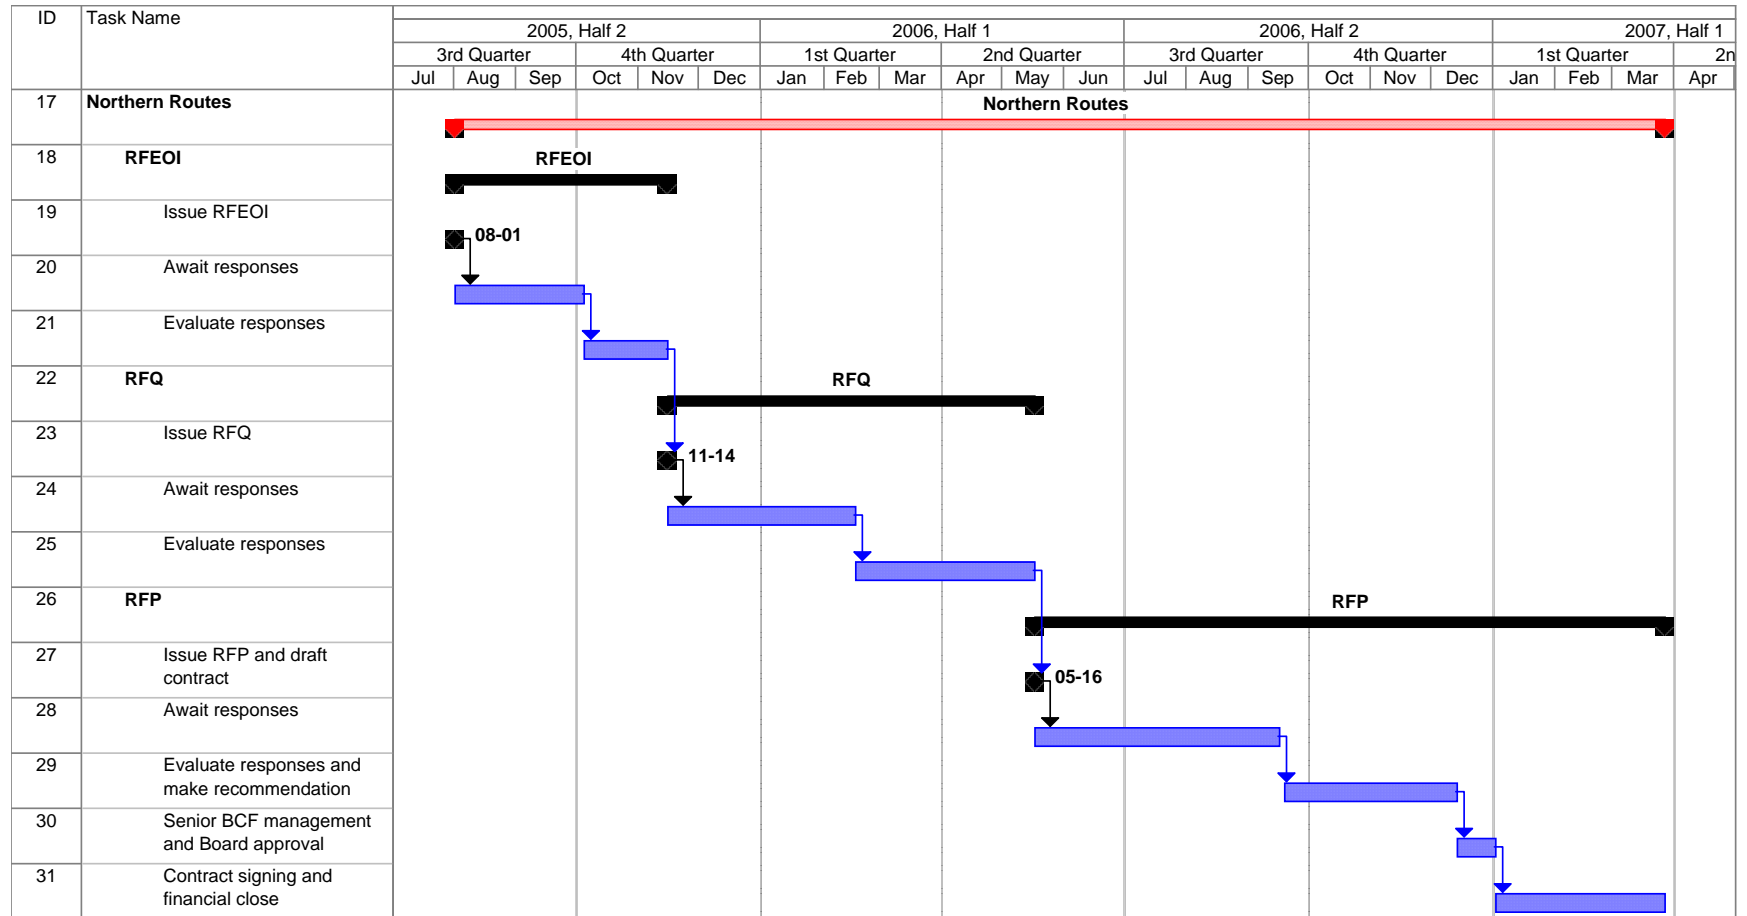 ID Task Name
2005, Half 2 2006, Half 1 2006, Half 2 2007, Half 1
3rd Quarter 4th Quarter 1st Quarter 2nd Quarter 3rd Quarter 4th Quarter 1st Quarter 2n
Jul Aug Sep Oct Nov Dec Jan Feb Mar Apr May Jun Jul Aug Sep Oct Nov Dec Jan Feb Mar Apr
17 Northern Routes Northern Routes
18 RFEOI RFEOI
19 Issue RFEOI
08-01
20 Await responses
21 Evaluate responses
22 RFQ RFQ
23 Issue RFQ
11-14
24 Await responses
25 Evaluate responses
26 RFP RFP
27 Issue RFP and draft
contract 05-16
28 Await responses
29 Evaluate responses and
make recommendation
30 Senior BCF management
and Board approval
31 Contract signing and
financial close